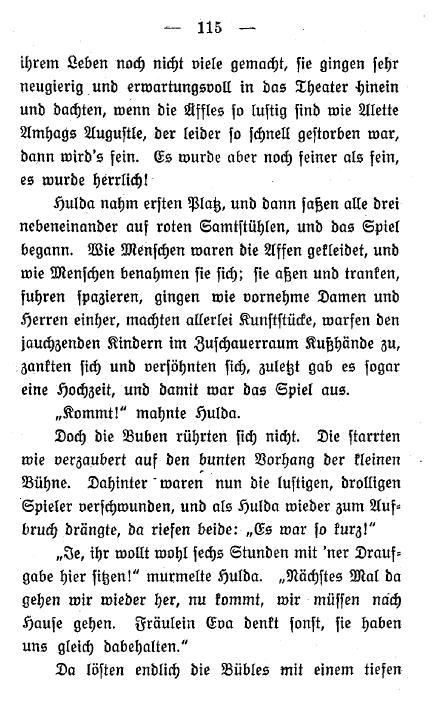 — 115 —
ihrem Leben noch nicht viele gemacht, sie gingen sehr
neugierig und erwartungsvoll in das Theater hinein
und dachten, wenn die Äffles so lustig sind wie Alette
Amhags Augustle, der leider so schnell gestorben war,
dann wird's fein. Es wurde aber noch feiner als fein,
es wurde herrlich!
Hulda nahm ersten Platz, und dann saßen alle drei
nebeneinander auf roten Samtstühlen, und das Spiel
begann. Wie Menschen waren die Affen gekleidet, und
wie Menschen benahmen sie sich; sie aßen und tranken,
fuhren spazieren, gingen wie vornehme Damen und
Herren einher, machten allerlei Kunststücke, warfen den
jauchzenden Kindern im Zuschauerraum Kußhände zu,
zankten sich und versöhnten sich, zuletzt gab es sogar
eine Hochzeit, und damit war das Spiel aus.
„Kommt!“ mahnte Hulda.
Doch die Buben rührten sich nicht. Die starrten
wie verzaubert auf den bunten Vorhang der kleinen
Bühne. Dahinter waren nun die lustigen, drolligen
Spieler verschwunden, und als Hulda wieder zum Auf-
bruch drängte, da riefen beide: „Es war so kurz!“
„Je, ihr wollt wohl sechs Stunden mit 'ner Drauf-
gabe hier sitzen!“ murmelte Hulda. „Nächstes Mal da
gehen wir wieder her, nu kommt, wir müssen nach
Hause gehen. Fräulein Eva denkt sonst, sie haben
uns gleich dabehalten.“
Da lösten endlich die Bübles mit einem tiefen